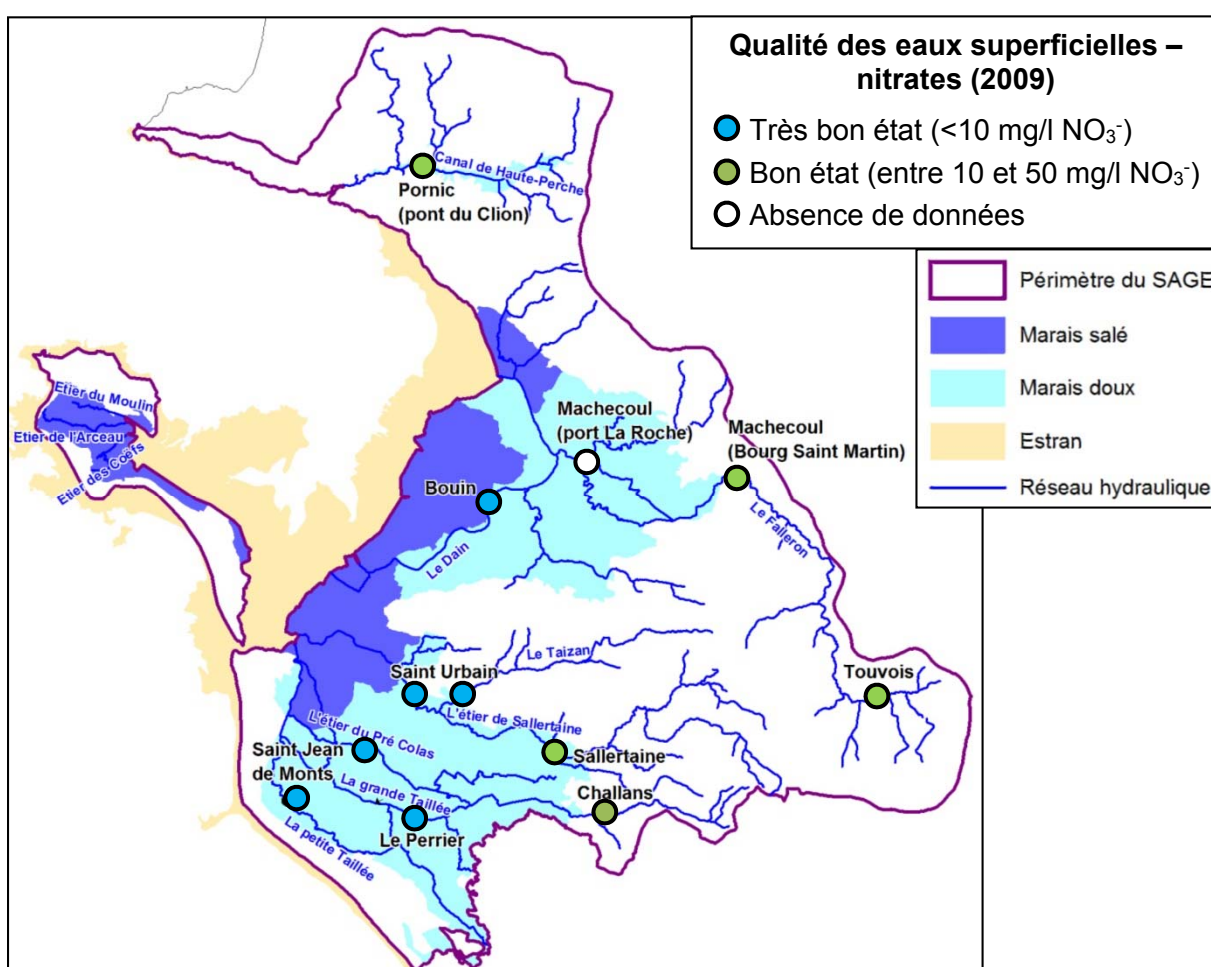 Qualité des eaux superficielles –
nitrates (2009)
Très bon état (<10 mg/l NO₃⁻)
Bon état (entre 10 et 50 mg/l NO₃⁻)
Absence de données
Périmètre du SAGE
Marais salé
Marais doux
Estran
Réseau hydraulique
Canal de Haute-Perche
Pornic
(pont du Clion)
Etier du Moulin
Etier de l'Arceau
Etier des Coëfs
Machecoul
(port La Roche)
Machecoul
(Bourg Saint Martin)
Bouin
Le Dain
Le Falleron
Le Taizan
Saint Urbain
Touvois
L'étier de Sallertaine
L'étier du Pré Colas
Saint Jean
de Monts
Sallertaine
La grande Taillée
Challans
Le Perrier
La petite Taillée